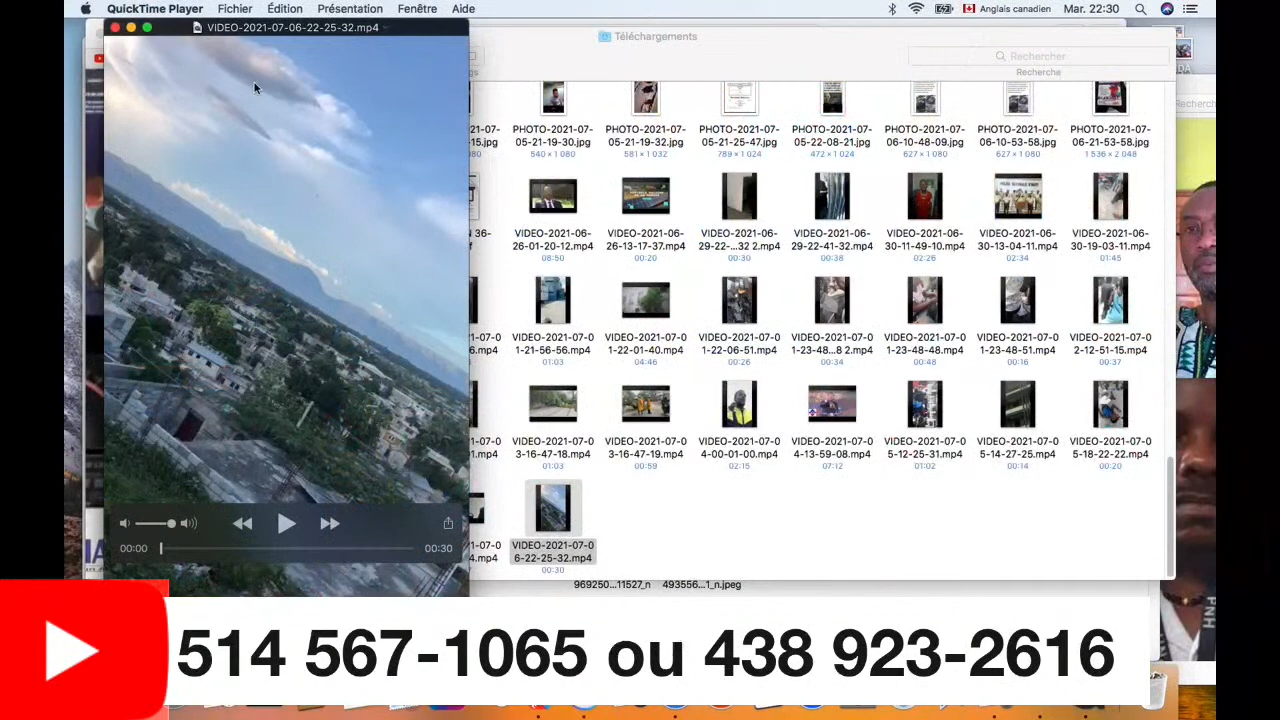 QuickTime Player Fichier Édition Présentation Fenêtre Aide
Anglais canadien Mar. 22:30
VIDEO-2021-07-06-22-25-32.mp4
Téléchargements
Rechercher
Recherche
PHOTO-2021-07-05-21-19-30.jpg
540 × 1 080
PHOTO-2021-07-05-21-19-32.jpg
581 × 1 032
PHOTO-2021-07-05-21-25-47.jpg
789 × 1 024
PHOTO-2021-07-05-22-08-21.jpg
472 × 1 024
PHOTO-2021-07-06-10-48-09.jpg
627 × 1 080
PHOTO-2021-07-06-10-53-58.jpg
627 × 1 080
PHOTO-2021-07-06-21-53-58.jpg
1 536 × 2 048
VIDEO-2021-06-26-01-20-12.mp4
08:50
VIDEO-2021-06-26-13-17-37.mp4
00:20
VIDEO-2021-06-29-22-...32 2.mp4
00:30
VIDEO-2021-06-29-22-41-32.mp4
00:38
VIDEO-2021-06-30-11-49-10.mp4
02:26
VIDEO-2021-06-30-13-04-11.mp4
02:34
VIDEO-2021-06-30-19-03-11.mp4
01:45
VIDEO-2021-07-01-21-56-56.mp4
01:03
VIDEO-2021-07-01-22-01-40.mp4
04:46
VIDEO-2021-07-01-22-06-51.mp4
00:26
VIDEO-2021-07-01-23-48...8 2.mp4
00:34
VIDEO-2021-07-01-23-48-48.mp4
00:48
VIDEO-2021-07-01-23-48-51.mp4
00:16
VIDEO-2021-07-02-12-51-15.mp4
00:37
VIDEO-2021-07-03-16-47-18.mp4
01:03
VIDEO-2021-07-03-16-47-19.mp4
00:59
VIDEO-2021-07-04-00-01-00.mp4
02:15
VIDEO-2021-07-04-13-59-08.mp4
07:12
VIDEO-2021-07-05-12-25-31.mp4
01:02
VIDEO-2021-07-05-14-27-25.mp4
00:14
VIDEO-2021-07-05-18-22-22.mp4
00:20
VIDEO-2021-07-06-22-25-32.mp4
00:30
00:00 00:30
969250...11527_n 493556...1_n.jpeg
PNH
514 567-1065 ou 438 923-2616